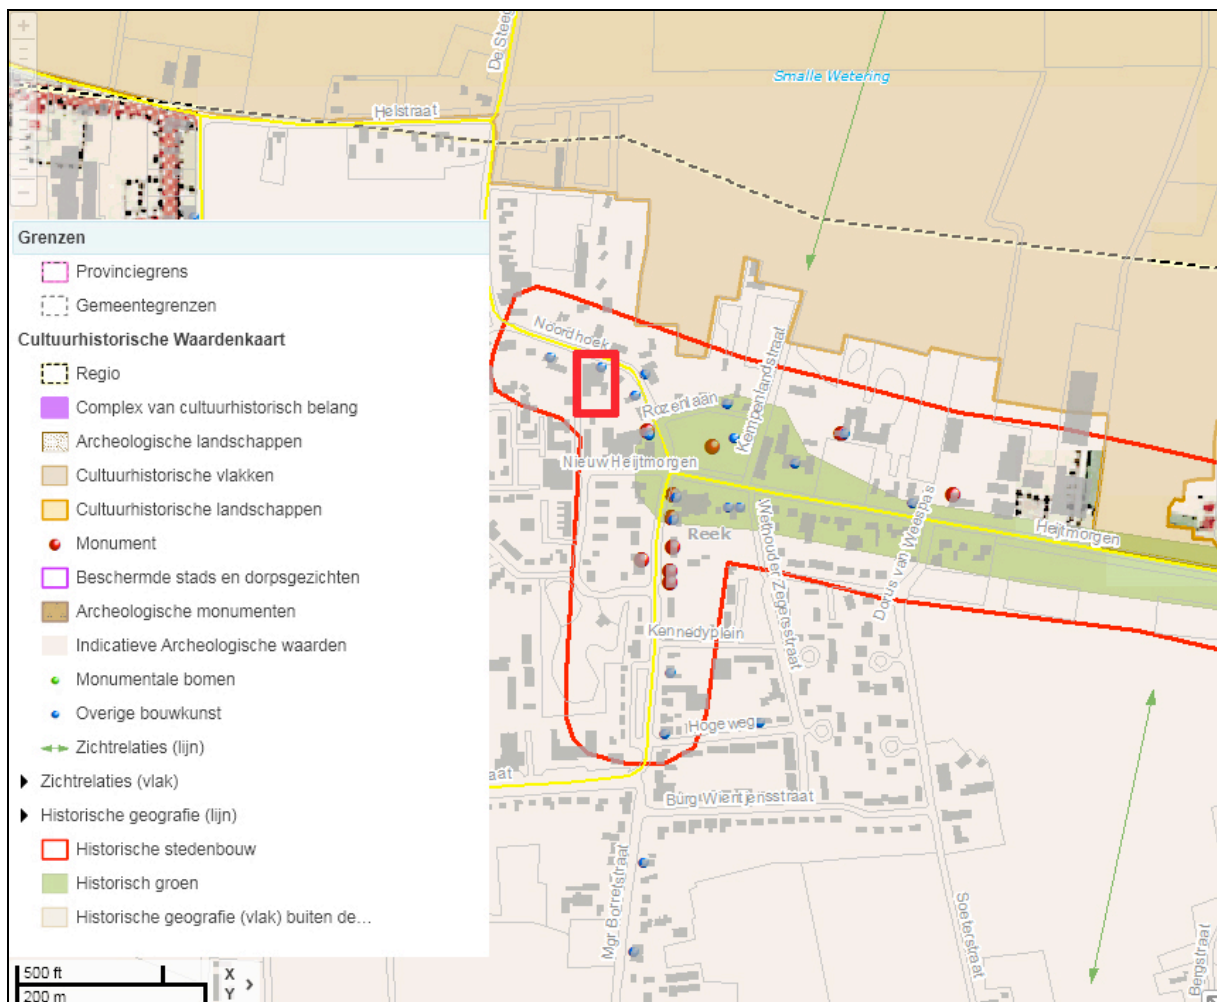 De Steeg
Smalle Wetering
Helstraat
Grenzen
Provinciegrens
Gemeentegrenzen
Cultuurhistorische Waardenkaart
Regio
Complex van cultuurhistorisch belang
Archeologische landschappen
Cultuurhistorische vlakken
Cultuurhistorische landschappen
Monument
Beschermde stads en dorpsgezichten
Archeologische monumenten
Indicatieve Archeologische waarden
Monumentale bomen
Overige bouwkunst
Zichtrelaties (lijn)
Zichtrelaties (vlak)
Historische geografie (lijn)
Historische stedenbouw
Historisch groen
Historische geografie (vlak) buiten de...
500 ft
200 m
X
Y
Noordhoek
Rozenlaan
Kempenlandstraat
Nieuw Heijtmorgen
Reek
Heijtmorgen
Wethouder Zegersstraat
Dorus van Weespas
Kennedyplein
Hogeweg
aat
Burg Wientjensstraat
Mgr Borretstraat
Soeterstraat
Bergstraat